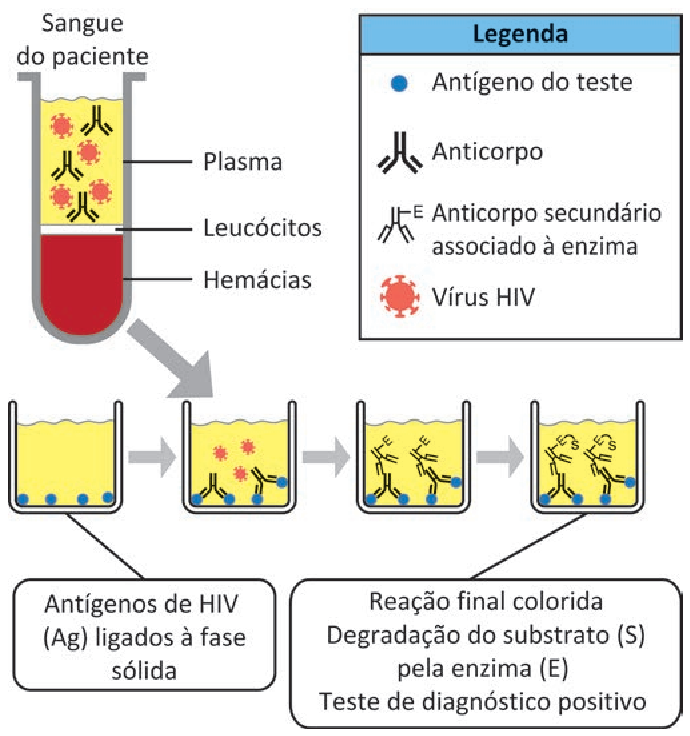 Sangue
do paciente
Plasma
Leucócitos
Hemácias
Legenda
Antígeno do teste
Anticorpo
E
Anticorpo secundário
associado à enzima
Vírus HIV
E
E
E
S
E
S
Antígenos de HIV
(Ag) ligados à fase
sólida
Reação final colorida
Degradação do substrato (S)
pela enzima (E)
Teste de diagnóstico positivo